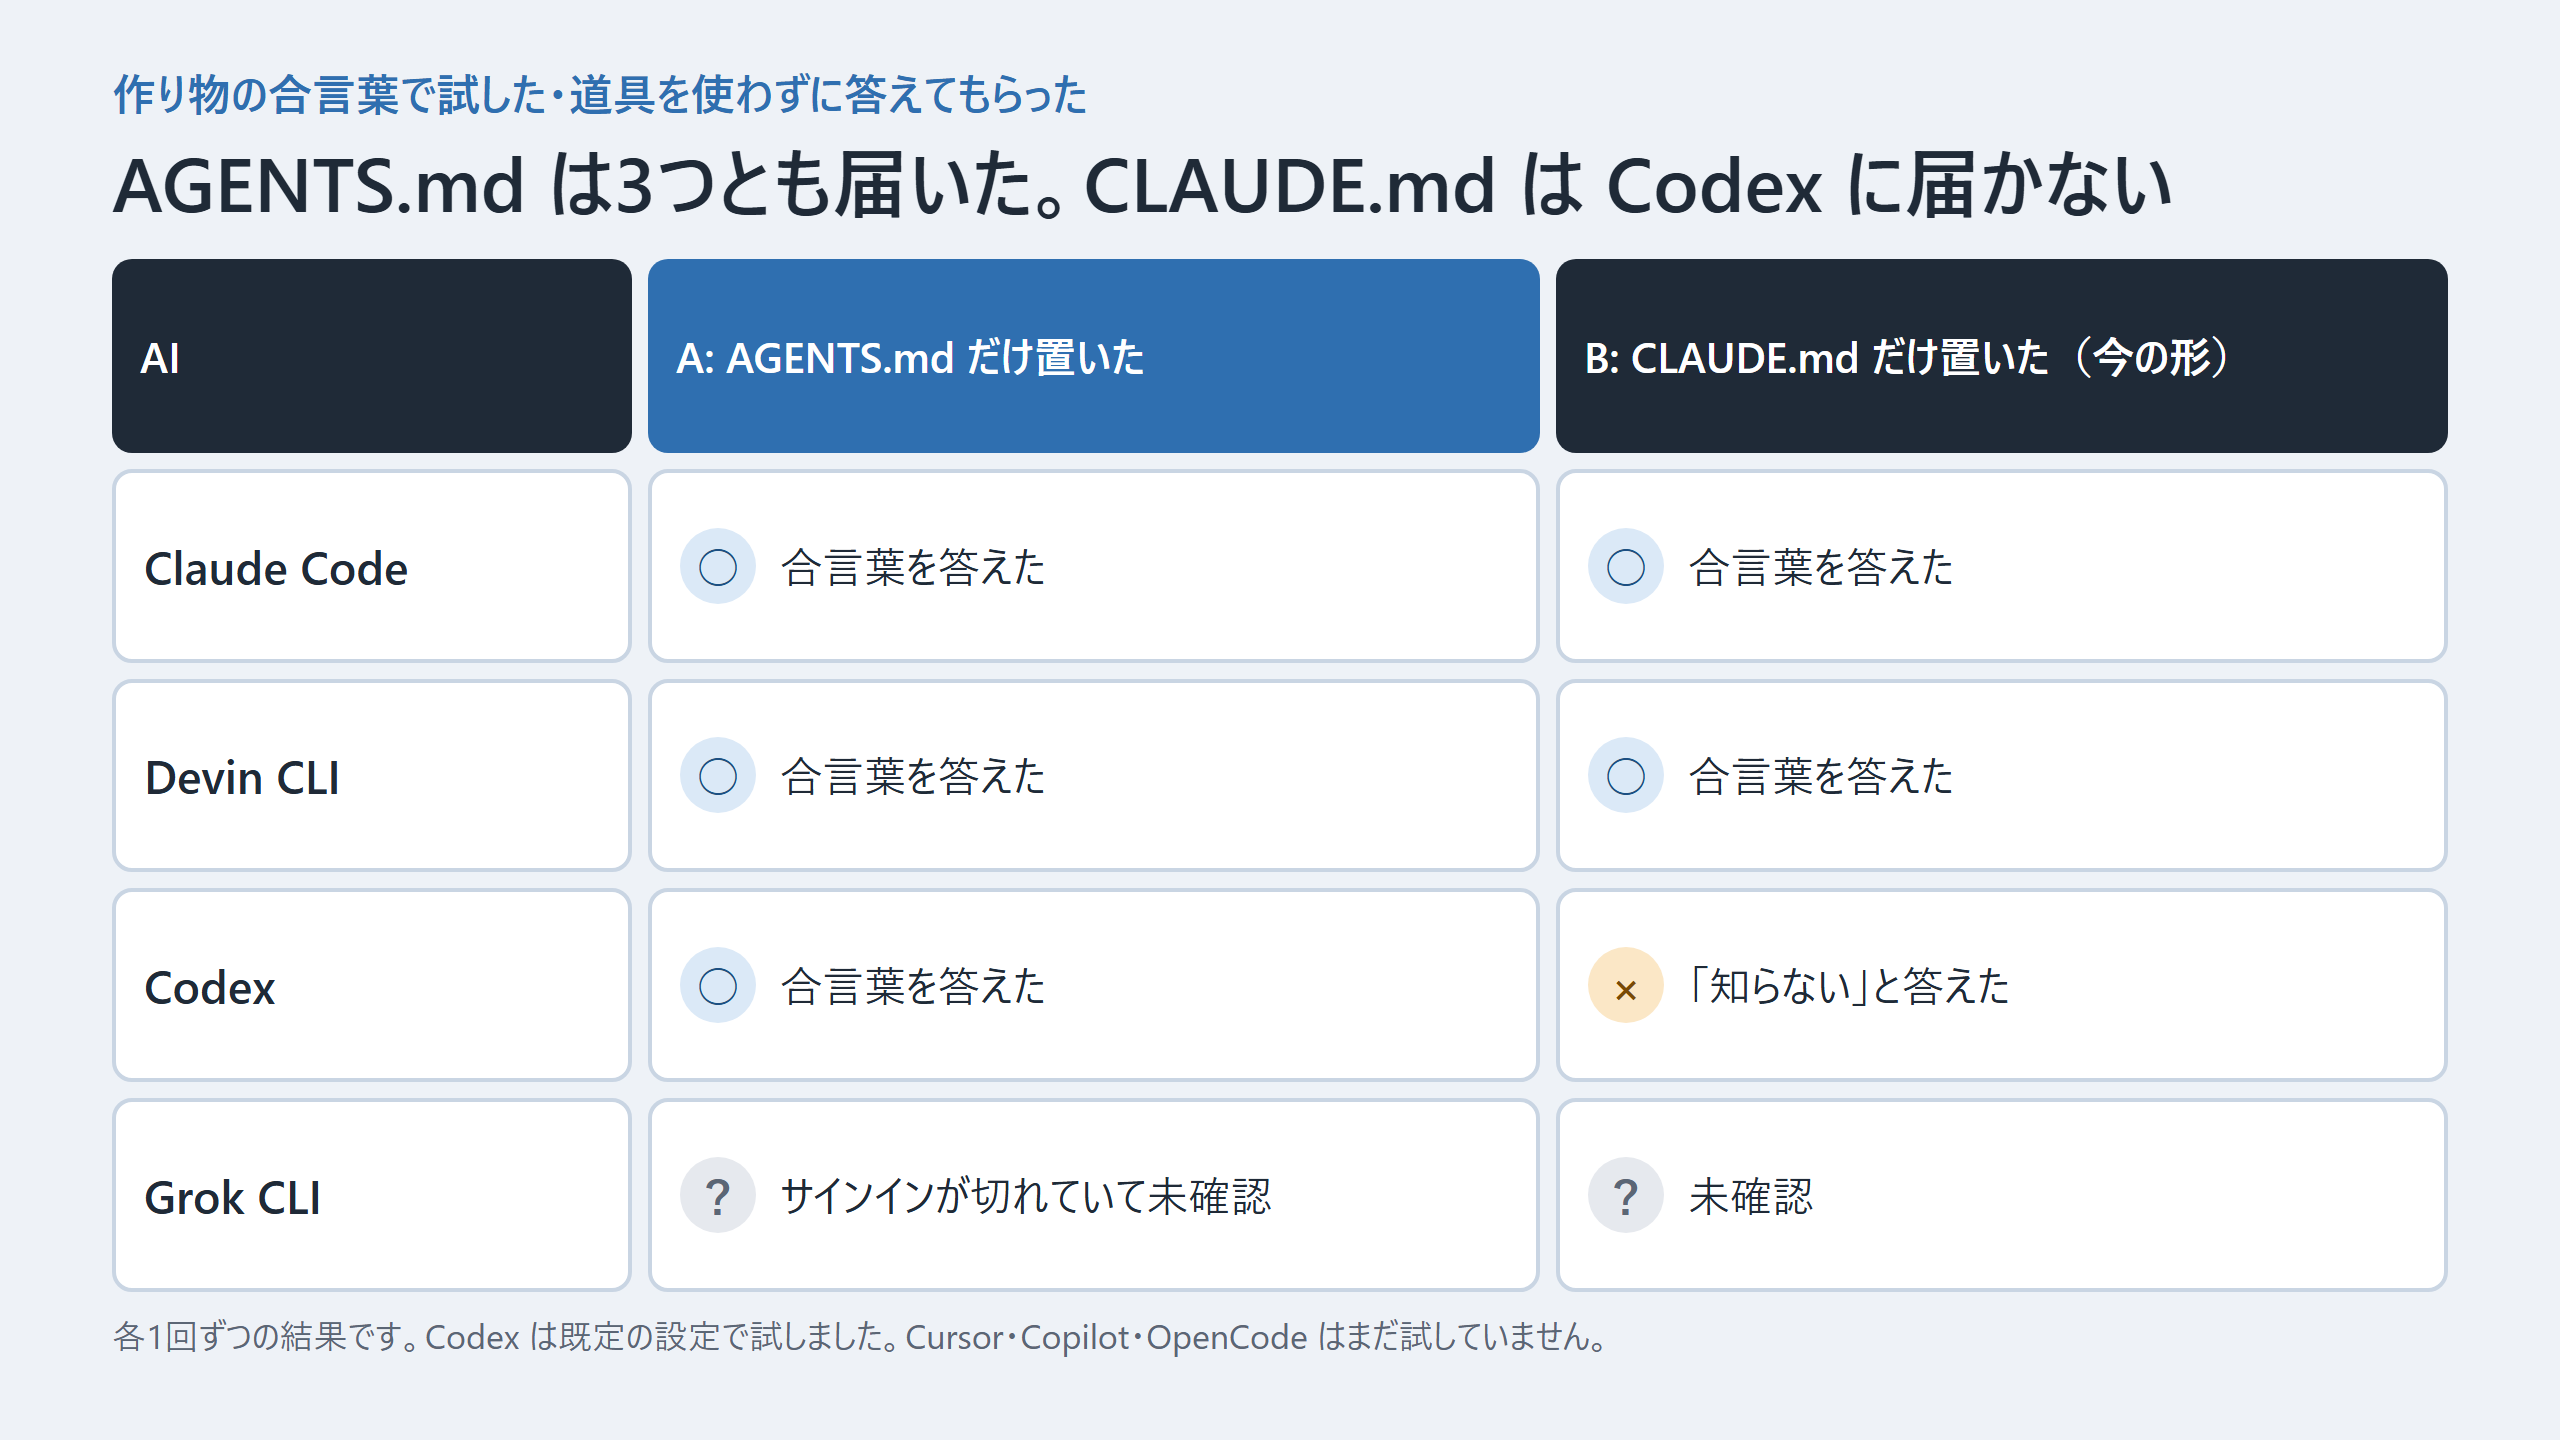 作り物の合言葉で試した・道具を使わずに答えてもらった
AGENTS.md は3つとも届いた。CLAUDE.md は Codex に届かない
AI
A: AGENTS.md だけ置いた
B: CLAUDE.md だけ置いた（今の形）
Claude Code
○ 合言葉を答えた
○ 合言葉を答えた
Devin CLI
○ 合言葉を答えた
○ 合言葉を答えた
Codex
○ 合言葉を答えた
× 「知らない」と答えた
Grok CLI
? サインインが切れていて未確認
? 未確認
各1回ずつの結果です。Codex は既定の設定で試しました。Cursor・Copilot・OpenCode はまだ試していません。